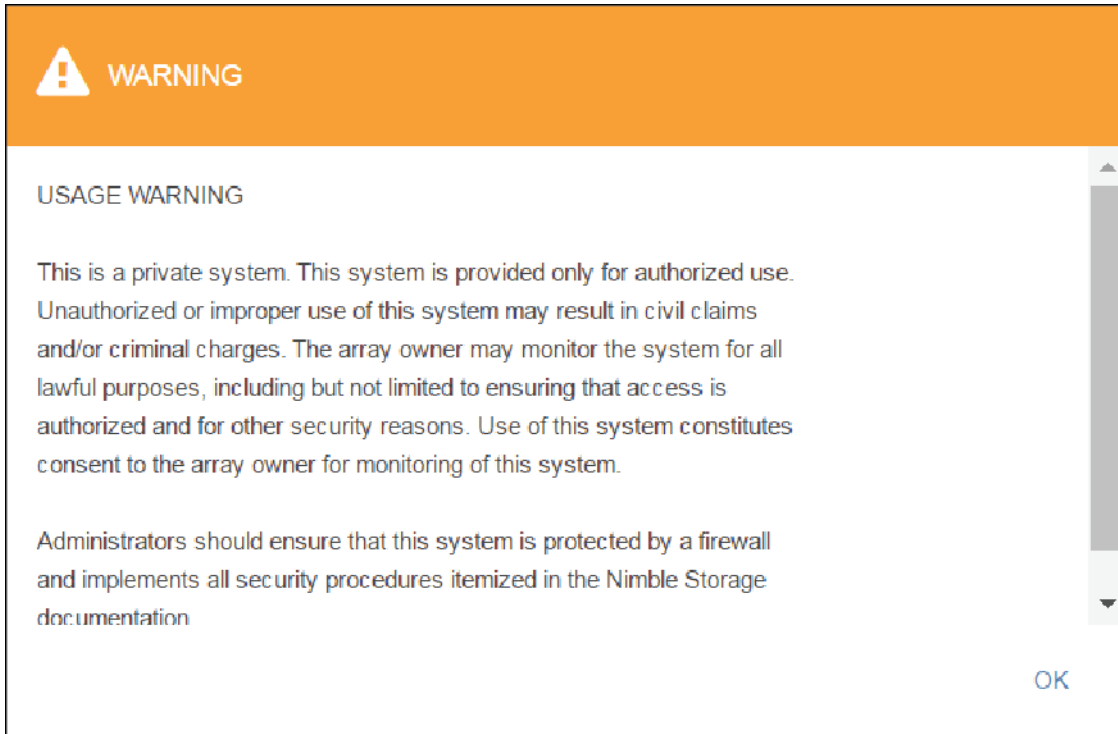 WARNING
USAGE WARNING
This is a private system. This system is provided only for authorized use.
Unauthorized or improper use of this system may result in civil claims
and/or criminal charges. The array owner may monitor the system for all
lawful purposes, including but not limited to ensuring that access is
authorized and for other security reasons. Use of this system constitutes
consent to the array owner for monitoring of this system.
Administrators should ensure that this system is protected by a firewall
and implements all security procedures itemized in the Nimble Storage
documentation
OK